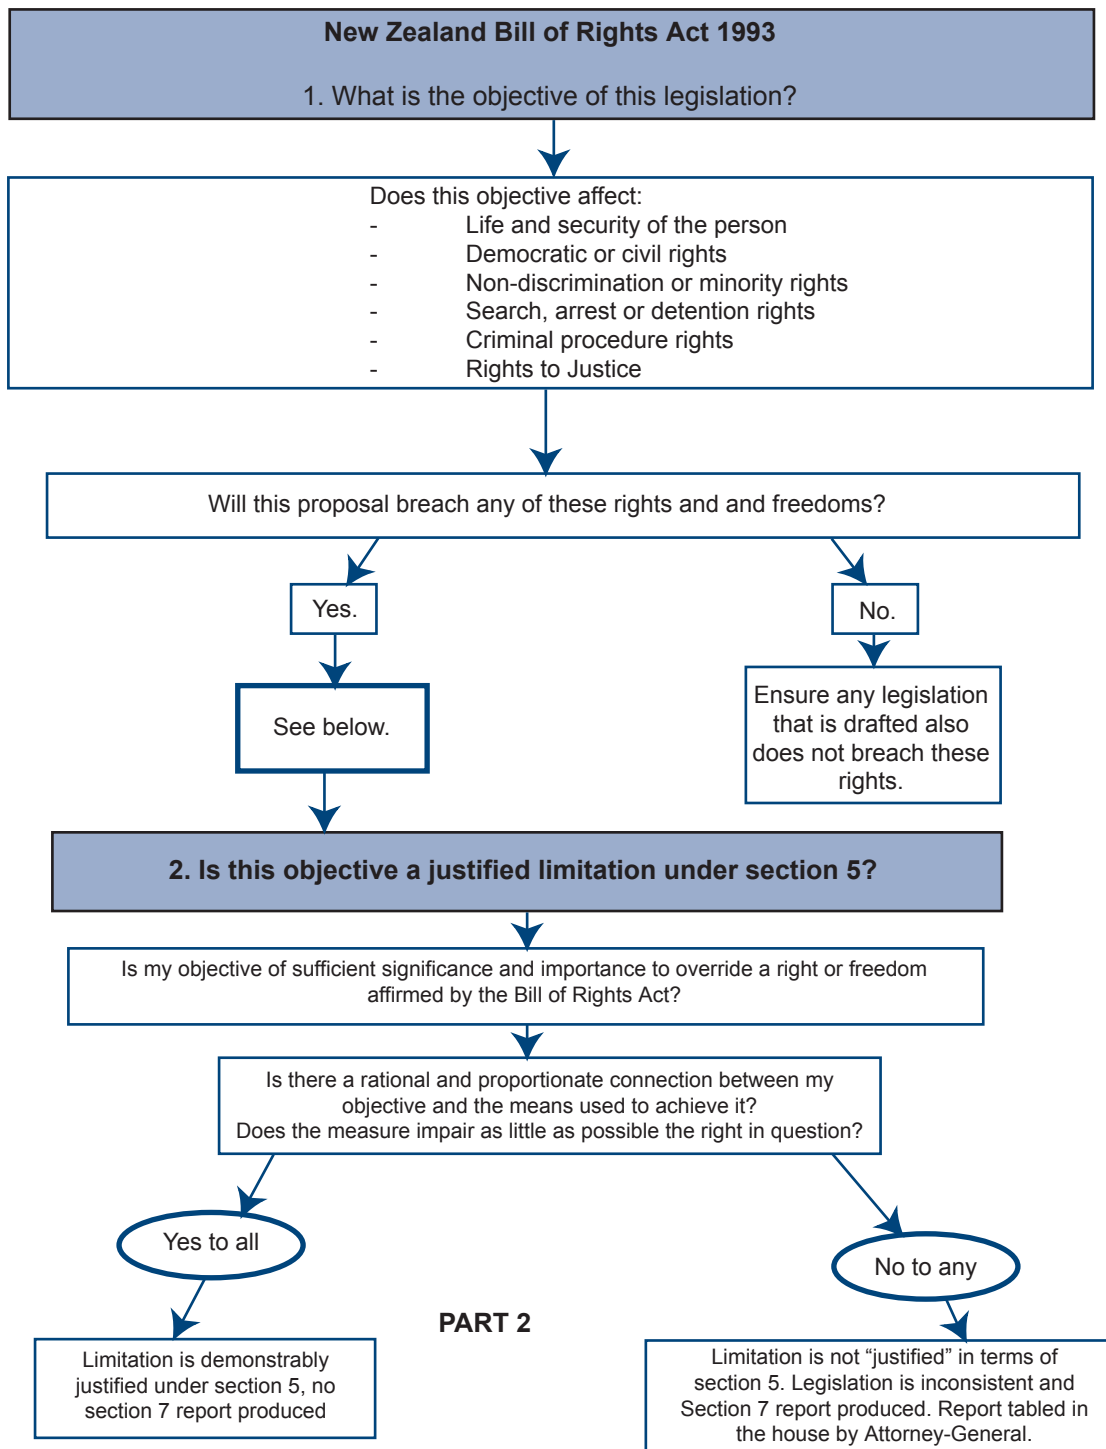 New Zealand Bill of Rights Act 1993
1. What is the objective of this legislation?
Does this objective affect:
- Life and security of the person
- Democratic or civil rights
- Non-discrimination or minority rights
- Search, arrest or detention rights
- Criminal procedure rights
- Rights to Justice
Will this proposal breach any of these rights and and freedoms?
Yes.
No.
See below.
Ensure any legislation
that is drafted also
does not breach these
rights.
2. Is this objective a justified limitation under section 5?
Is my objective of sufficient significance and importance to override a right or freedom
affirmed by the Bill of Rights Act?
Is there a rational and proportionate connection between my
objective and the means used to achieve it?
Does the measure impair as little as possible the right in question?
Yes to all
No to any
PART 2
Limitation is demonstrably
justified under section 5, no
section 7 report produced
Limitation is not “justified” in terms of
section 5. Legislation is inconsistent and
Section 7 report produced. Report tabled in
the house by Attorney-General.